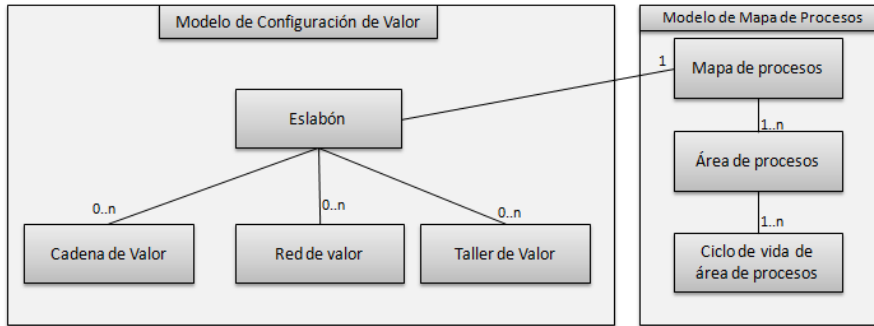 Modelo de Configuración de Valor
Eslabón
0..n
0..n
0..n
Cadena de Valor
Red de valor
Taller de Valor
Modelo de Mapa de Procesos
1
Mapa de procesos
1..n
Área de procesos
1..n
Ciclo de vida de
área de procesos